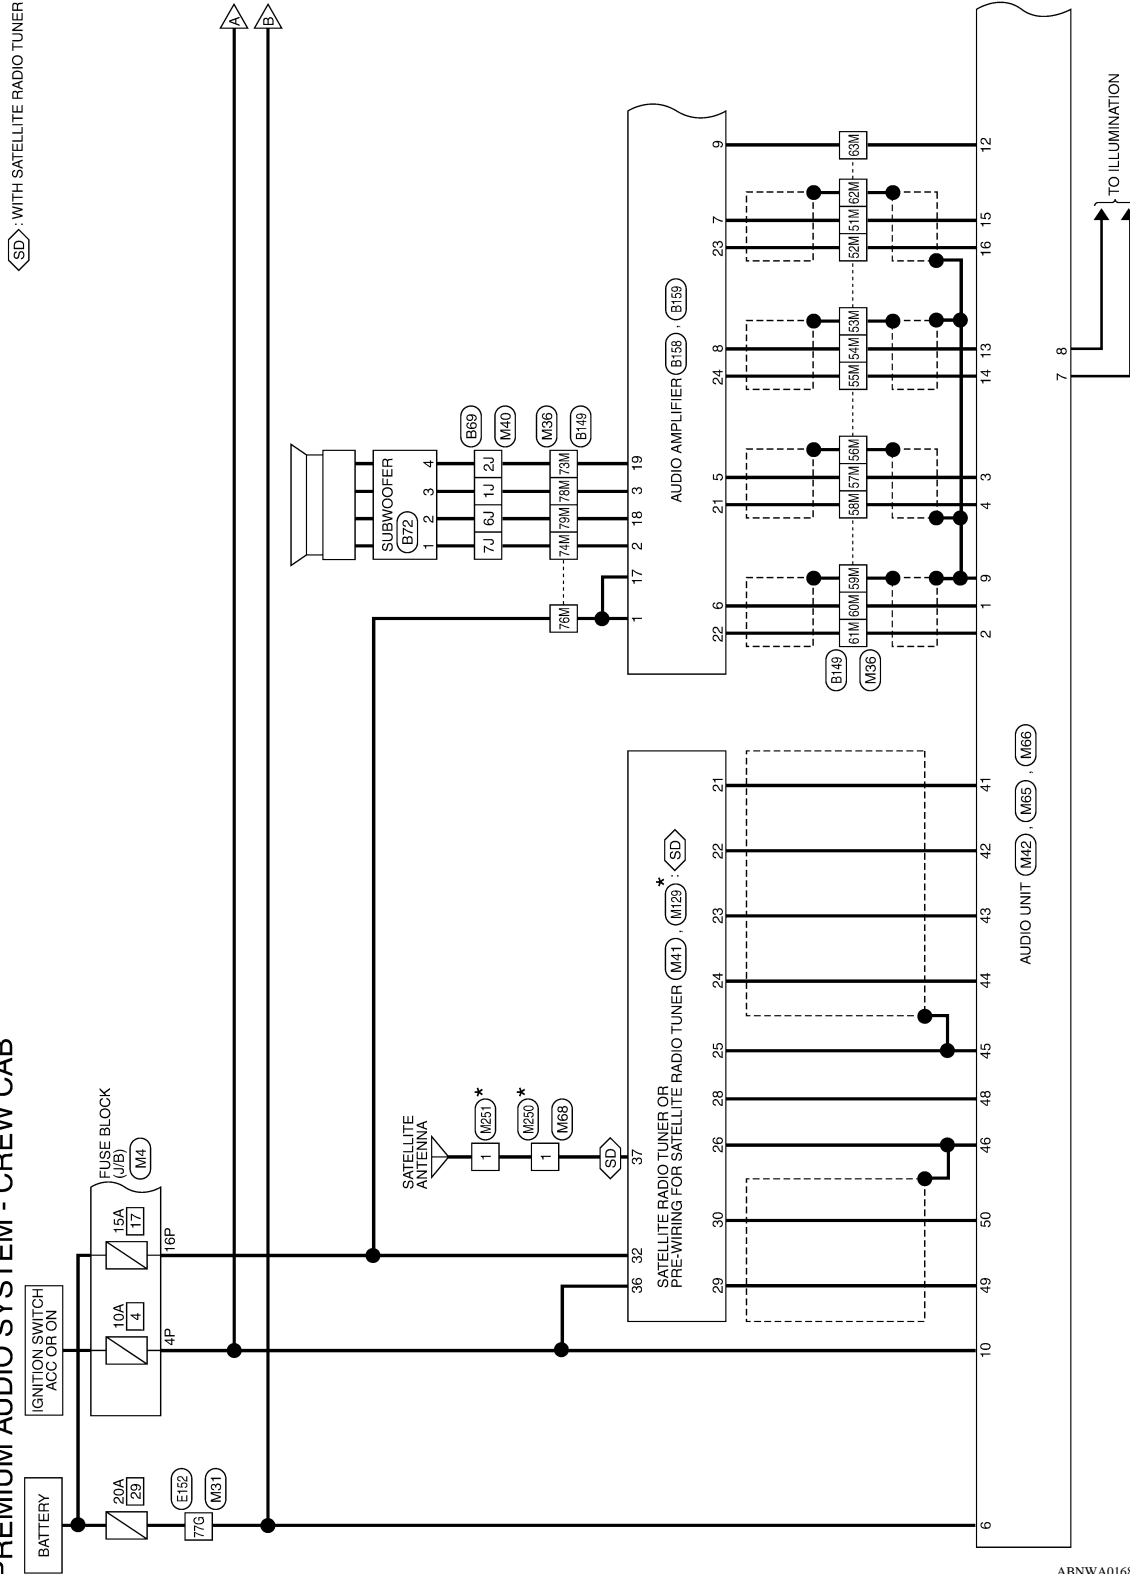 PREMIUM AUDIO SYSTEM - CREW CAB
SD : WITH SATELLITE RADIO TUNER
BATTERY
IGNITION SWITCH
ACC OR ON
20A
29
10A
4
15A
17
FUSE BLOCK
(J/B)
M4
4P
16P
E152
M31
77G
A
B
SATELLITE
ANTENNA
1
M251 *
1
M250 *
M68
SD
SUBWOOFER
B72
1 2 3 4
7J 6J 1J 2J
B69
M40
76M 74M 79M 78M 73M
M36
B149
36 32 37
SATELLITE RADIO TUNER OR
PRE-WIRING FOR SATELLITE RADIO TUNER M41 , M129 * : SD
29 30 26 28 25 24 23 22 21
1 17 2 18 3 19
AUDIO AMPLIFIER B158 , B159
22 6 21 5 24 8 23 7 9
B149
M36
61M 60M 59M 58M 57M 56M 55M 54M 53M 52M 51M 62M 63M
6 10 49 50 46 48 45 44 43 42 41 2 1 9 4 3 14 13 16 15 12
AUDIO UNIT M42 , M65 , M66
7 8
TO ILLUMINATION
ABNWA0168